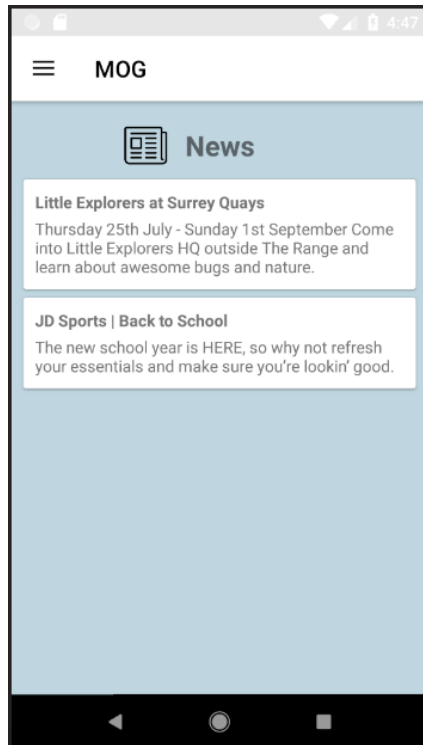 4:47
MOG
News
Little Explorers at Surrey Quays
Thursday 25th July - Sunday 1st September Come
into Little Explorers HQ outside The Range and
learn about awesome bugs and nature.
JD Sports | Back to School
The new school year is HERE, so why not refresh
your essentials and make sure you're lookin' good.